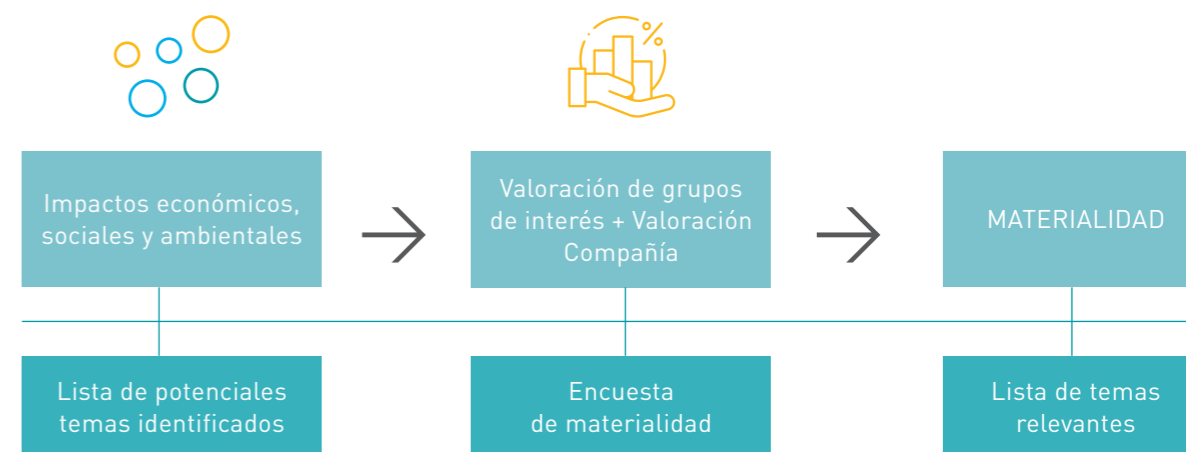 %
Impactos económicos,
sociales y ambientales
Valoración de grupos
de interés + Valoración
Compañía
MATERIALIDAD
Lista de potenciales
temas identificados
Encuesta
de materialidad
Lista de temas
relevantes